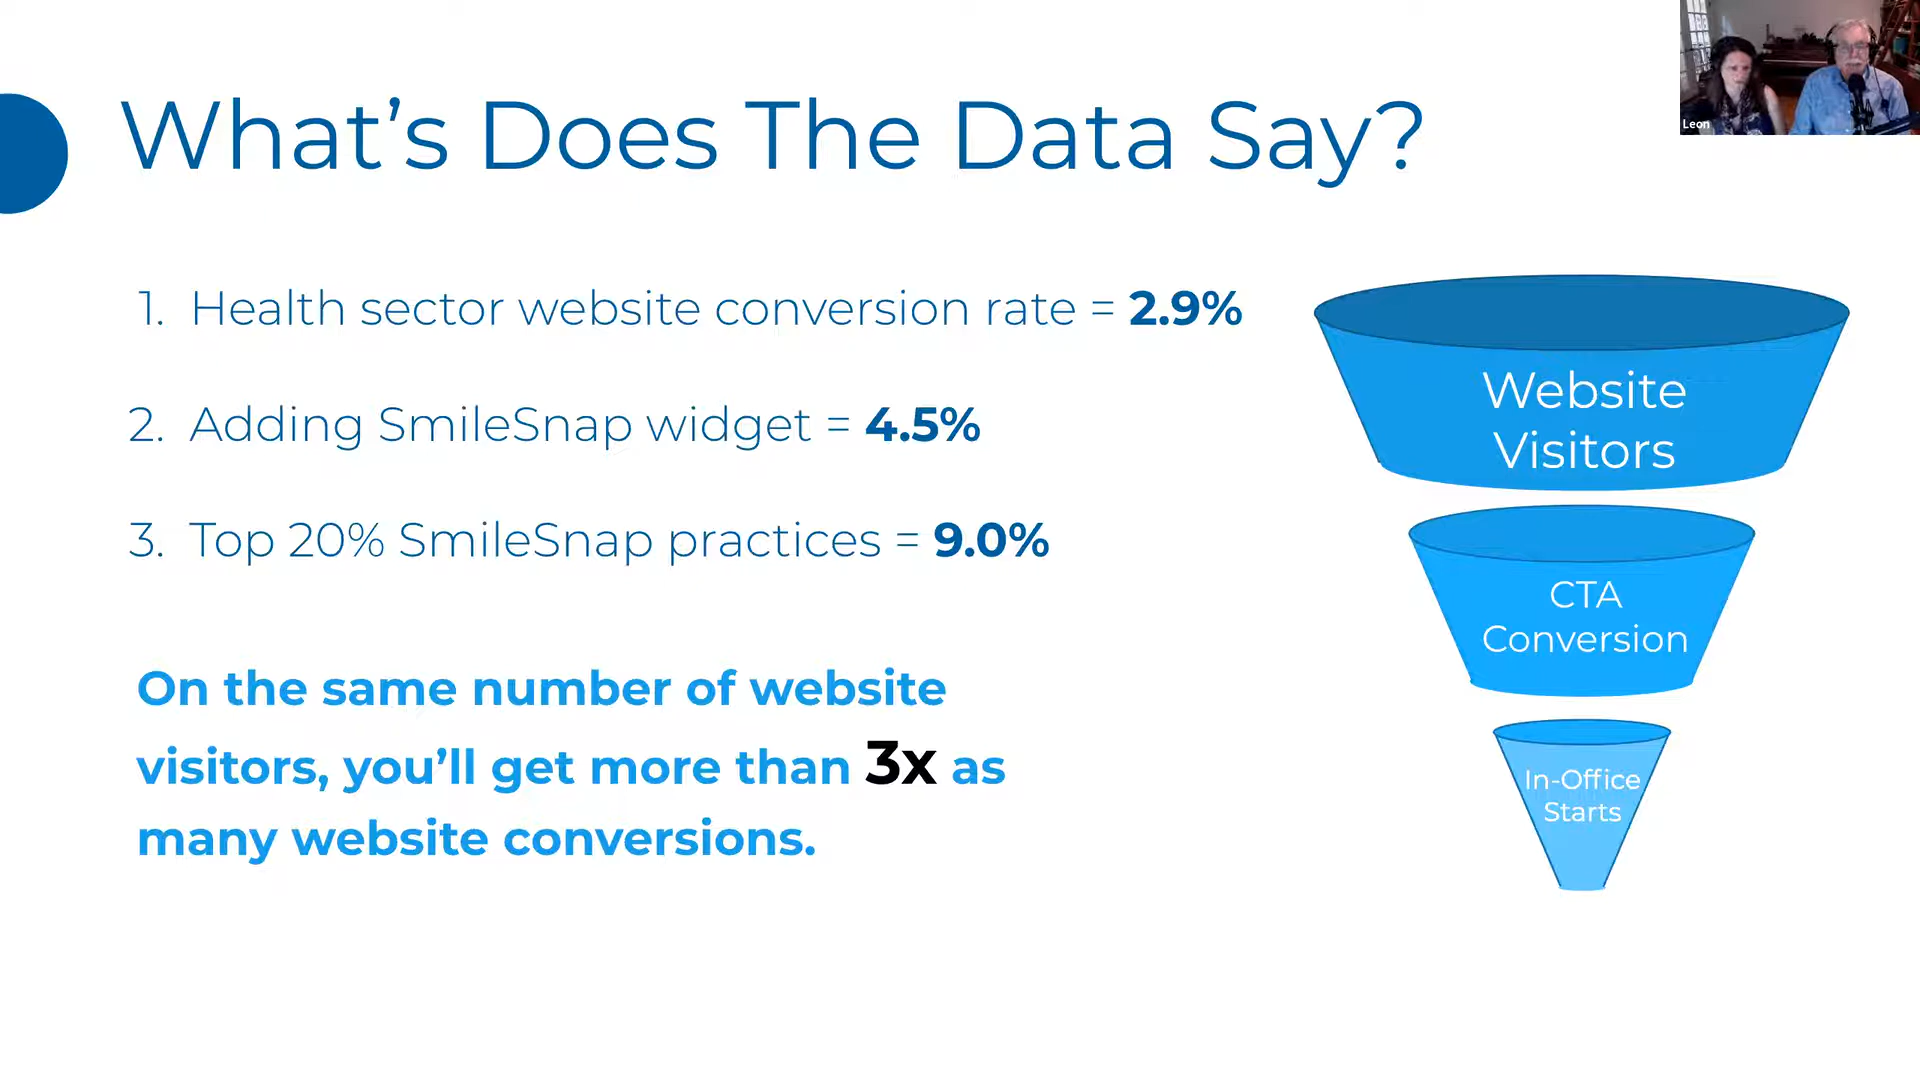 What's Does The Data Say?
Leon
1. Health sector website conversion rate = 2.9%
2. Adding SmileSnap widget = 4.5%
3. Top 20% SmileSnap practices = 9.0%
On the same number of website
visitors, you'll get more than 3x as
many website conversions.
Website
Visitors
CTA
Conversion
In-Office
Starts